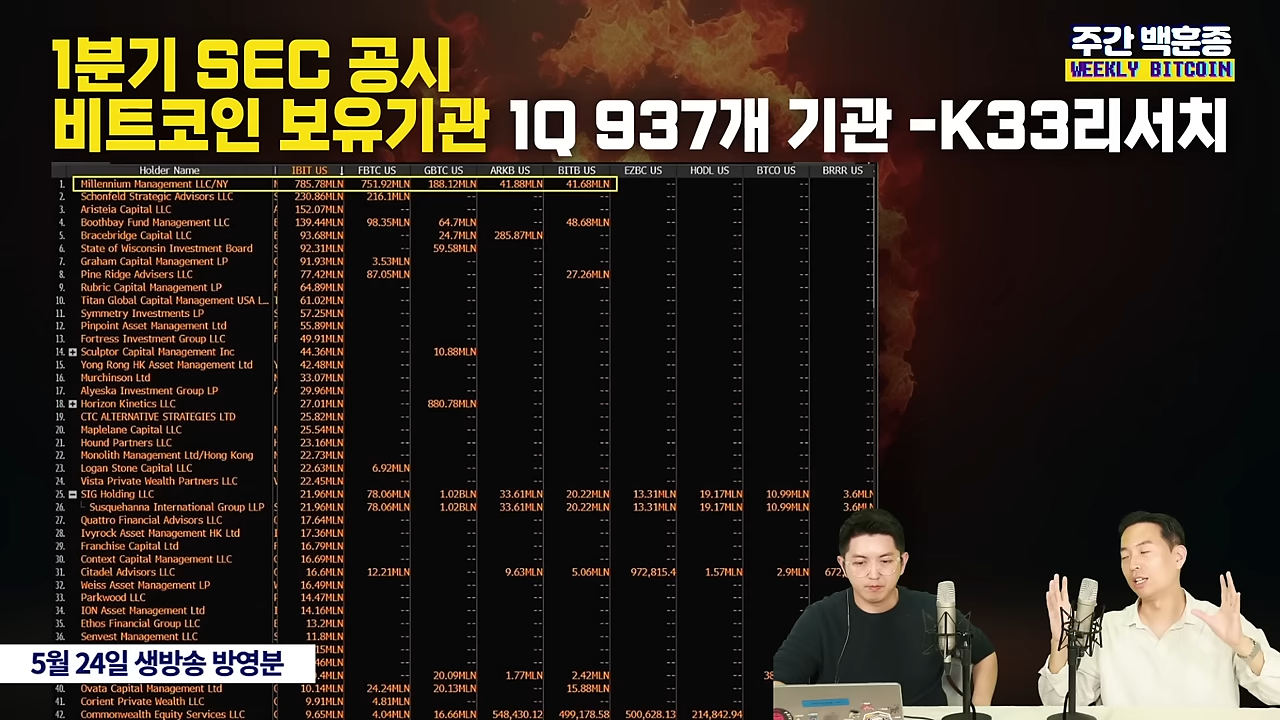 1분기 SEC 공시
비트코인 보유기관 1Q 937개 기관 -K33리서치
주간 백훈종
WEEKLY BITCOIN
Holder Name IBIT US FBTC US GBTC US ARKB US BITB US EZBC US HODL US BTCO US BRRR US
1. Millennium Management LLC/NY 785.78MLN 751.92MLN 188.12MLN 41.88MLN 41.68MLN -- -- -- --
2. Schonfeld Strategic Advisors LLC S 230.86MLN 216.1MLN -- -- -- -- -- -- --
3. Aristeia Capital LLC A 152.07MLN -- -- -- -- -- -- -- --
4. Boothbay Fund Management LLC 139.44MLN 98.35MLN 64.7MLN -- 48.68MLN -- -- -- --
5. Bracebridge Capital LLC 93.68MLN -- 24.7MLN 285.87MLN -- -- -- -- --
6. State of Wisconsin Investment Board S 92.31MLN -- 59.58MLN -- -- -- -- -- --
7. Graham Capital Management LP 91.93MLN 3.53MLN -- -- -- -- -- -- --
8. Pine Ridge Advisers LLC 77.42MLN 87.05MLN -- -- 27.26MLN -- -- -- --
9. Rubric Capital Management LP 64.89MLN -- -- -- -- -- -- -- --
10. Titan Global Capital Management USA L... 61.02MLN -- -- -- -- -- -- -- --
11. Symmetry Investments LP S 57.25MLN -- -- -- -- -- -- -- --
12. Pinpoint Asset Management Ltd 55.89MLN -- -- -- -- -- -- -- --
13. Fortress Investment Group LLC 49.91MLN -- -- -- -- -- -- -- --
14. Sculptor Capital Management Inc 44.36MLN -- 10.88MLN -- -- -- -- -- --
15. Yong Rong HK Asset Management Ltd Y 42.48MLN -- -- -- -- -- -- -- --
16. Murchinson Ltd 33.07MLN -- -- -- -- -- -- -- --
17. Alyeska Investment Group LP A 29.96MLN -- -- -- -- -- -- -- --
18. Horizon Kinetics LLC 27.01MLN -- 880.78MLN -- -- -- -- -- --
19. CTC ALTERNATIVE STRATEGIES LTD 25.82MLN -- -- -- -- -- -- -- --
20. Maplelane Capital LLC 25.54MLN -- -- -- -- -- -- -- --
21. Hound Partners LLC 23.16MLN -- -- -- -- -- -- -- --
22. Monolith Management Ltd/Hong Kong 22.73MLN -- -- -- -- -- -- -- --
23. Logan Stone Capital LLC 22.63MLN 6.92MLN -- -- -- -- -- -- --
24. Vista Private Wealth Partners LLC V 22.45MLN -- -- -- -- -- -- -- --
25. SIG Holding LLC 21.96MLN 78.06MLN 1.02BLN 33.61MLN 20.22MLN 13.31MLN 19.17MLN 10.99MLN 3.6MLN
26. Susquehanna International Group LLP S 21.96MLN 78.06MLN 1.02BLN 33.61MLN 20.22MLN 13.31MLN 19.17MLN 10.99MLN 3.6MLN
27. Quattro Financial Advisors LLC 17.64MLN -- -- -- -- -- -- --
28. Ivyrock Asset Management HK Ltd 17.36MLN -- -- -- -- -- -- --
29. Franchise Capital Ltd 16.79MLN -- -- -- -- -- -- --
30. Context Capital Management LLC 16.69MLN -- -- -- -- -- -- --
31. Citadel Advisors LLC 16.6MLN 12.21MLN -- 9.63MLN 5.06MLN 972,815.4 1.57MLN 2.9MLN 672,
32. Weiss Asset Management LP 16.49MLN -- -- -- -- -- -- --
33. Parkwood LLC 14.47MLN -- -- -- -- -- -- --
34. ION Asset Management Ltd 14.16MLN -- -- -- -- -- --
35. Ethos Financial Group LLC 13.2MLN -- -- -- -- -- --
36. Senvest Management LLC 11.8MLN -- -- -- -- -- --
15MLN -- -- -- -- -- --
46MLN -- -- -- -- -- --
.4MLN -- 20.09MLN 1.77MLN 2.42MLN -- -- 38
40. Ovata Capital Management Ltd 10.14MLN 24.24MLN 20.13MLN -- 15.88MLN -- --
41. Corient Private Wealth LLC 9.91MLN 4.81MLN -- -- -- -- --
42. Commonwealth Equity Services LLC 9.65MLN 4.04MLN 16.66MLN 548,430.12 499,178.58 500,628.13 214,842.94
5월 24일 생방송 방영분